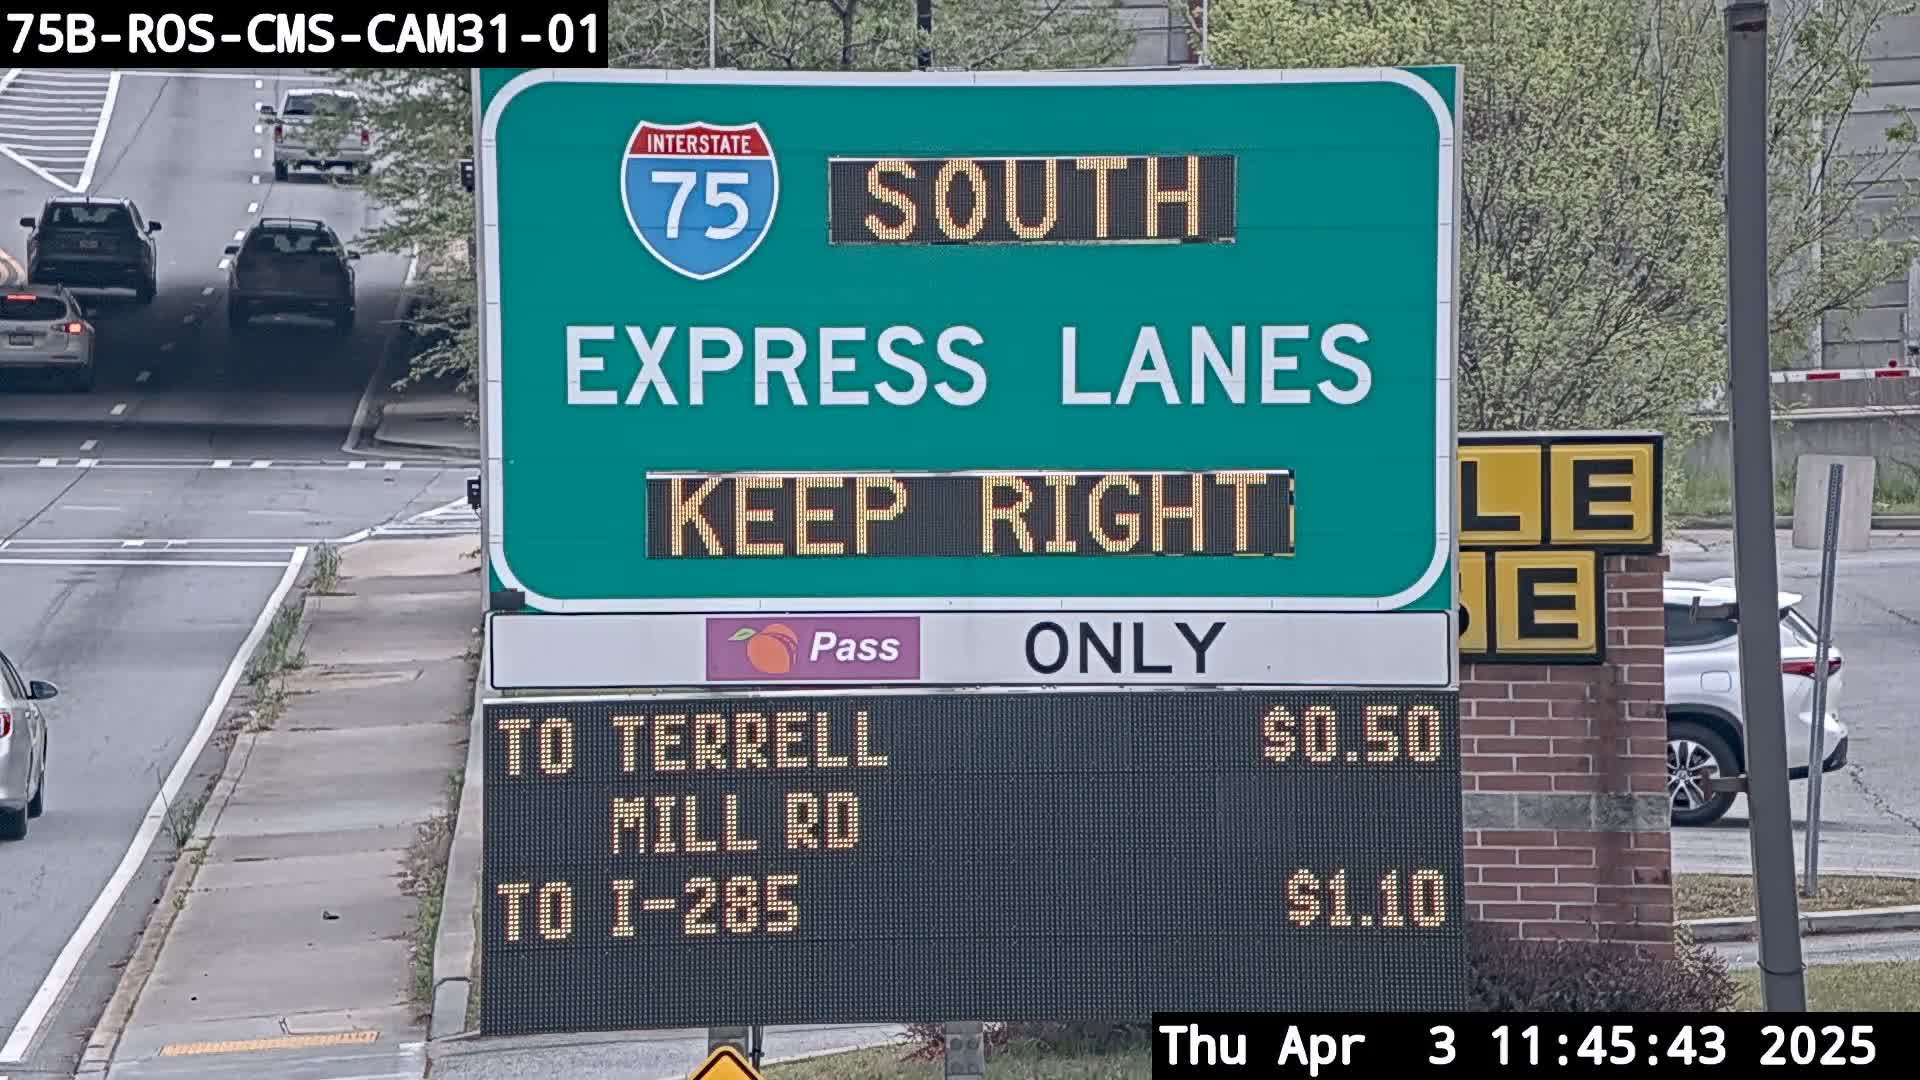 75B-ROS-CMS-CAM31-01
INTERSTATE
75
SOUTH
EXPRESS LANES
KEEP RIGHT
LE
E
Pass ONLY
TO TERRELL $0.50
MILL RD
TO I-285 $1.10
Thu Apr 3 11:45:43 2025